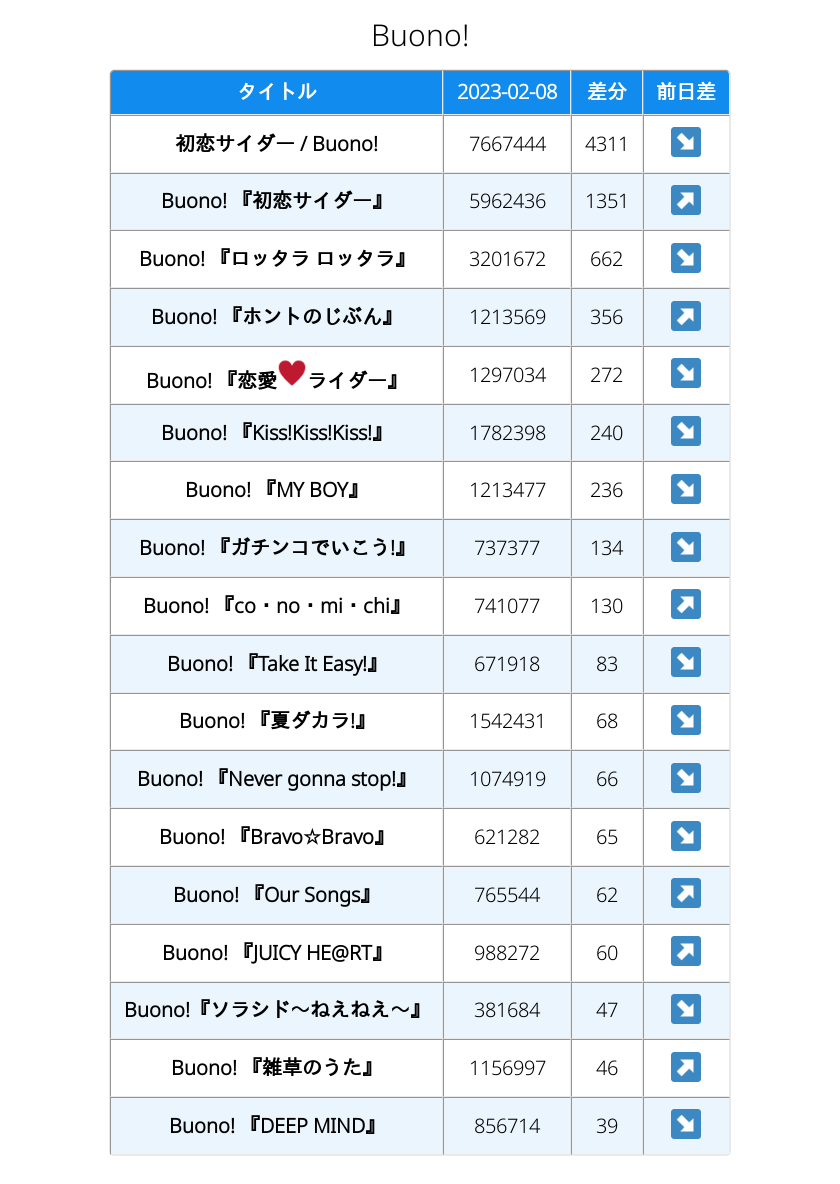 Buono!
タイトル 2023-02-08 差分 前日差
初恋サイダー / Buono! 7667444 4311 ↘
Buono! 『初恋サイダー』 5962436 1351 ↗
Buono! 『ロッタラ ロッタラ』 3201672 662 ↘
Buono! 『ホントのじぶん』 1213569 356 ↗
Buono! 『恋愛♥ライダー』 1297034 272 ↘
Buono! 『Kiss!Kiss!Kiss!』 1782398 240 ↘
Buono! 『MY BOY』 1213477 236 ↘
Buono! 『ガチンコでいこう!』 737377 134 ↘
Buono! 『co・no・mi・chi』 741077 130 ↗
Buono! 『Take It Easy!』 671918 83 ↘
Buono! 『夏ダカラ!』 1542431 68 ↘
Buono! 『Never gonna stop!』 1074919 66 ↘
Buono! 『Bravo☆Bravo』 621282 65 ↘
Buono! 『Our Songs』 765544 62 ↗
Buono! 『JUICY HE@RT』 988272 60 ↗
Buono!『ソラシド〜ねえねえ〜』 381684 47 ↘
Buono! 『雑草のうた』 1156997 46 ↗
Buono! 『DEEP MIND』 856714 39 ↘